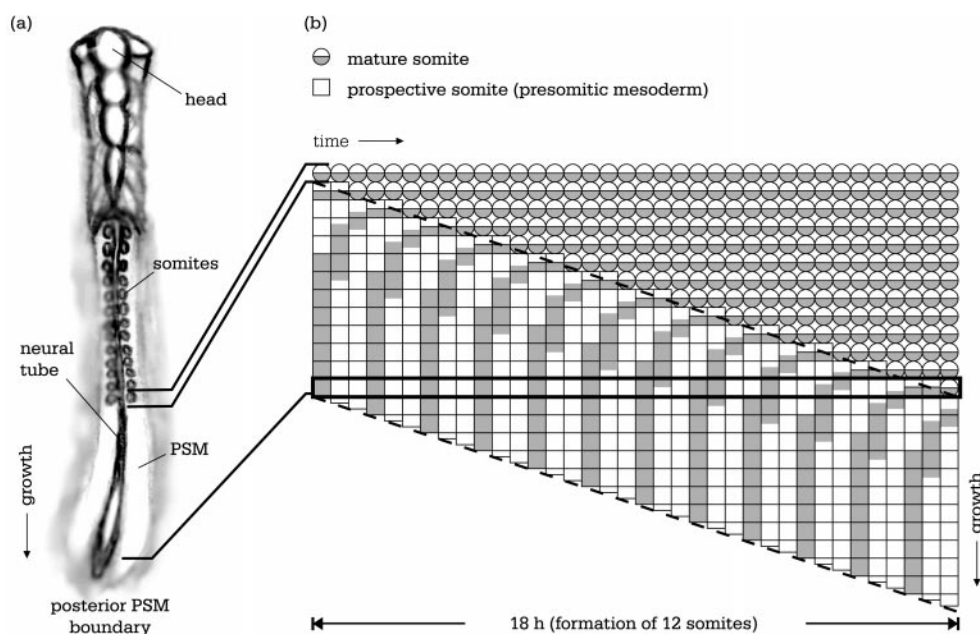 (a)
head
somites
neural
tube
PSM
growth
posterior PSM
boundary
(b)
mature somite
prospective somite (presomitic mesoderm)
time
growth
18 h (formation of 12 somites)